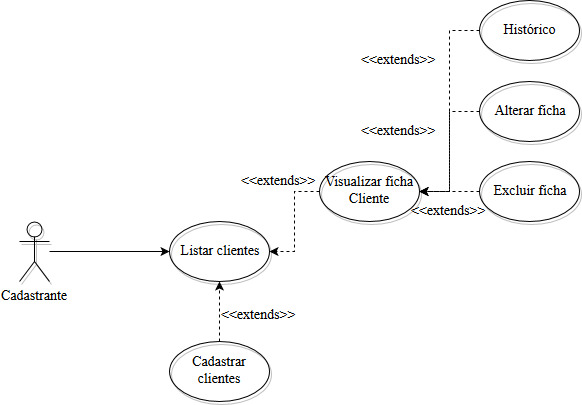 Histórico
<<extends>>
Alterar ficha
<<extends>>
<<extends>>
Visualizar ficha
Cliente
Excluir ficha
<<extends>>
Listar clientes
Cadastrante
<<extends>>
Cadastrar
clientes